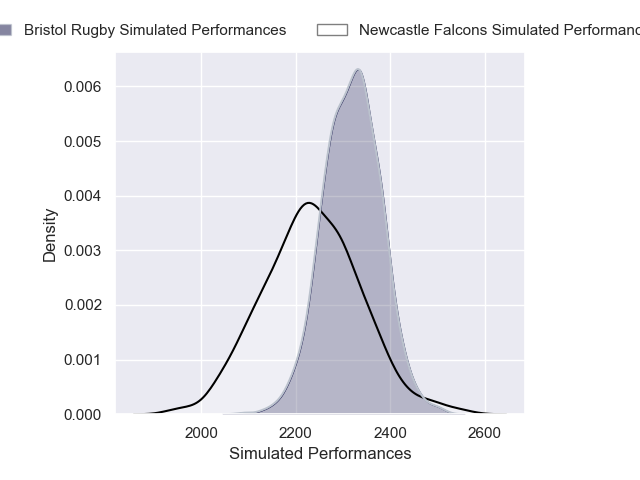 Bristol Rugby Simulated Performances
Newcastle Falcons Simulated
0.006
0.005
0.004
0.003
0.002
0.001
0.000
Density
2000
2200
2400
2600
Simulated Performances